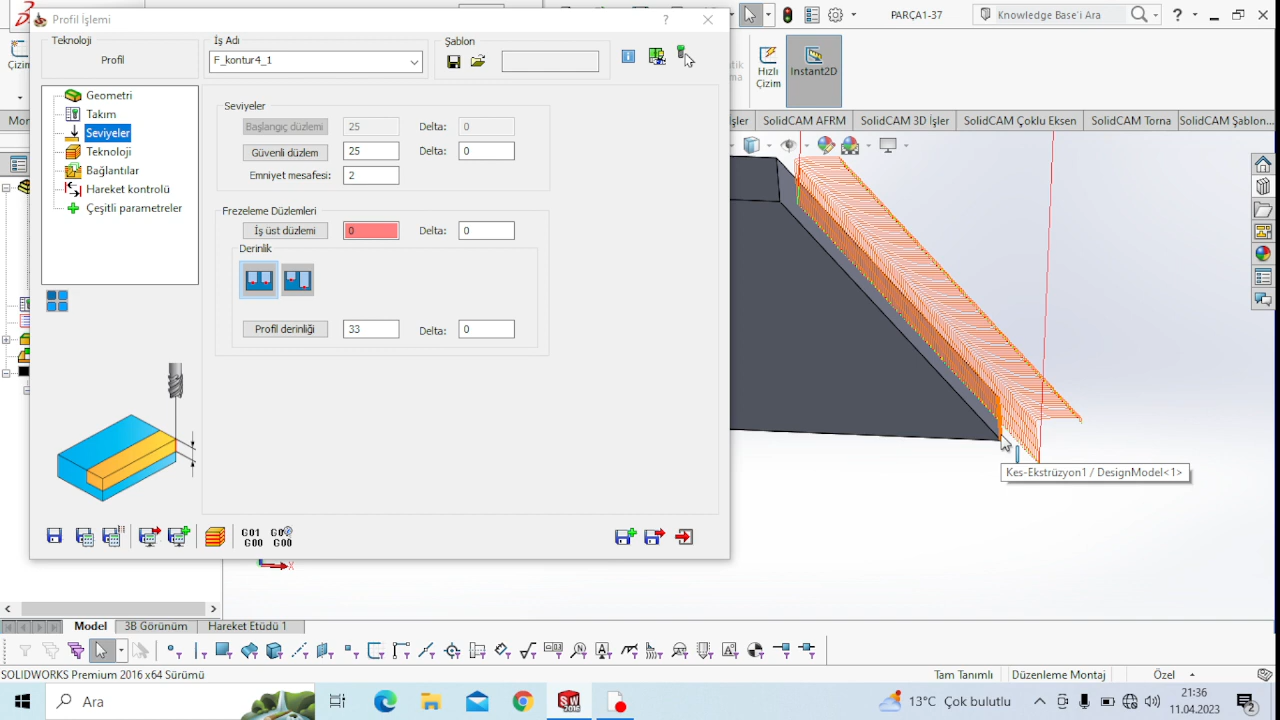 Profil İşlemi
?
PARÇA1-37
Knowledge Base'i Ara
?
Teknoloji
Profil
İş Adı
F_kontur4_1
Şablon
Çizin
Hızlı
Çizim
Instant2D
SolidCAM AFRM
SolidCAM 3D İşler
SolidCAM Çoklu Eksen
SolidCAM Torna
SolidCAM Şablon...
Geometri
Takım
Seviyeler
Teknoloji
Bağlantılar
Hareket kontrolü
Çeşitli parametreler
Seviyeler
Başlangıç düzlemi
25
Delta:
0
Güvenli düzlem
25
Delta:
0
Emniyet mesafesi:
2
Frezeleme Düzlemleri
İş üst düzlemi
0
Delta:
0
Derinlik
Profil derinliği
33
Delta:
0
Kes-Ekstrüzyon1 / DesignModel<1>
G01
G00
G00
X
Model
3B Görünüm
Hareket Etüdü 1
SOLIDWORKS Premium 2016 x64 Sürümü
Tam Tanımlı
Düzenleme Montaj
Özel
Ara
13°C Çok bulutlu
21:36
11.04.2023
2